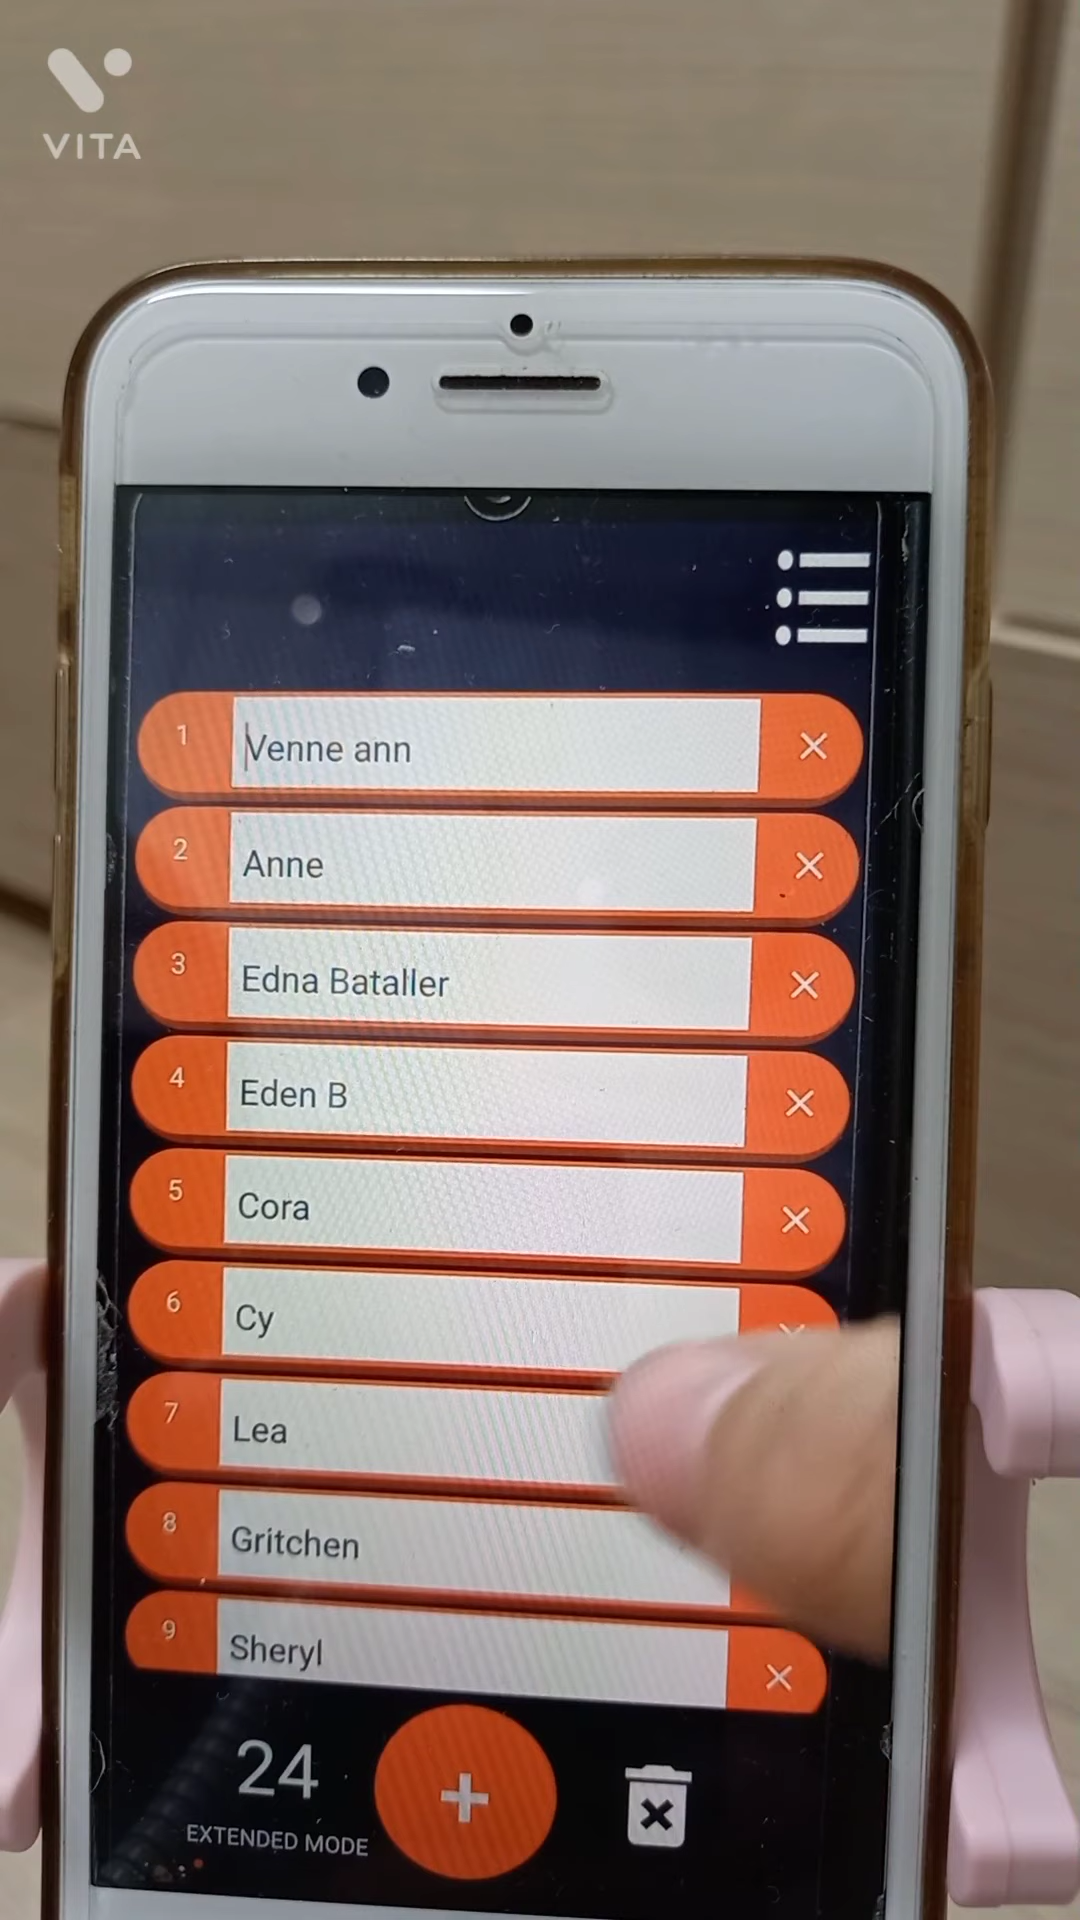 VITA
1 Venne ann
2 Anne
3 Edna Bataller
4 Eden B
5 Cora
6 Cy
7 Lea
8 Gritchen
9 Sheryl
24
EXTENDED MODE